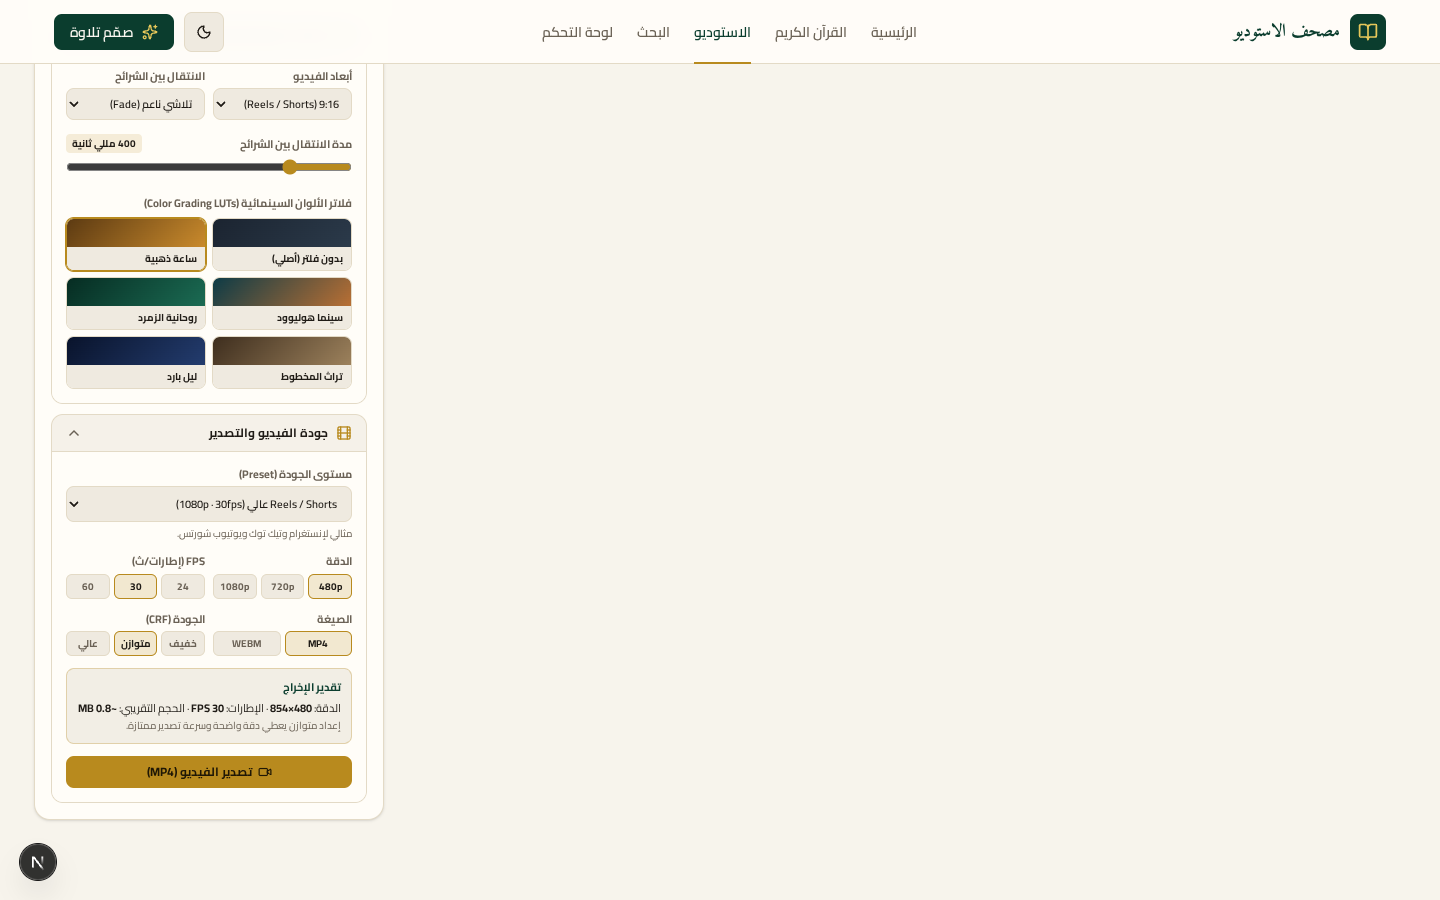 مصحف الاستوديو
الرئيسية
القرآن الكريم
الاستوديو
البحث
لوحة التحكم
صمّم تلاوة
أبعاد الفيديو
الانتقال بين الشرائح
9:16 (Reels / Shorts)
تلاشي ناعم (Fade)
مدة الانتقال بين الشرائح
400 مللي ثانية
فلاتر الألوان السينمائية (Color Grading LUTs)
بدون فلتر (أصلي)
ساعة ذهبية
سينما هوليوود
روحانية الزمرد
تراث المخطوط
ليل بارد
جودة الفيديو والتصدير
مستوى الجودة (Preset)
Reels / Shorts عالي (1080p · 30fps)
مثالي لإنستغرام وتيك توك ويوتيوب شورتس.
الدقة
FPS (إطارات/ث)
480p
720p
1080p
24
30
60
الصيغة
الجودة (CRF)
MP4
WEBM
خفيف
متوازن
عالي
تقدير الإخراج
الدقة: 480×854 · الإطارات: 30 FPS · الحجم التقريبي: ~0.8 MB
إعداد متوازن يعطي دقة واضحة وسرعة تصدير ممتازة.
تصدير الفيديو (MP4)
N